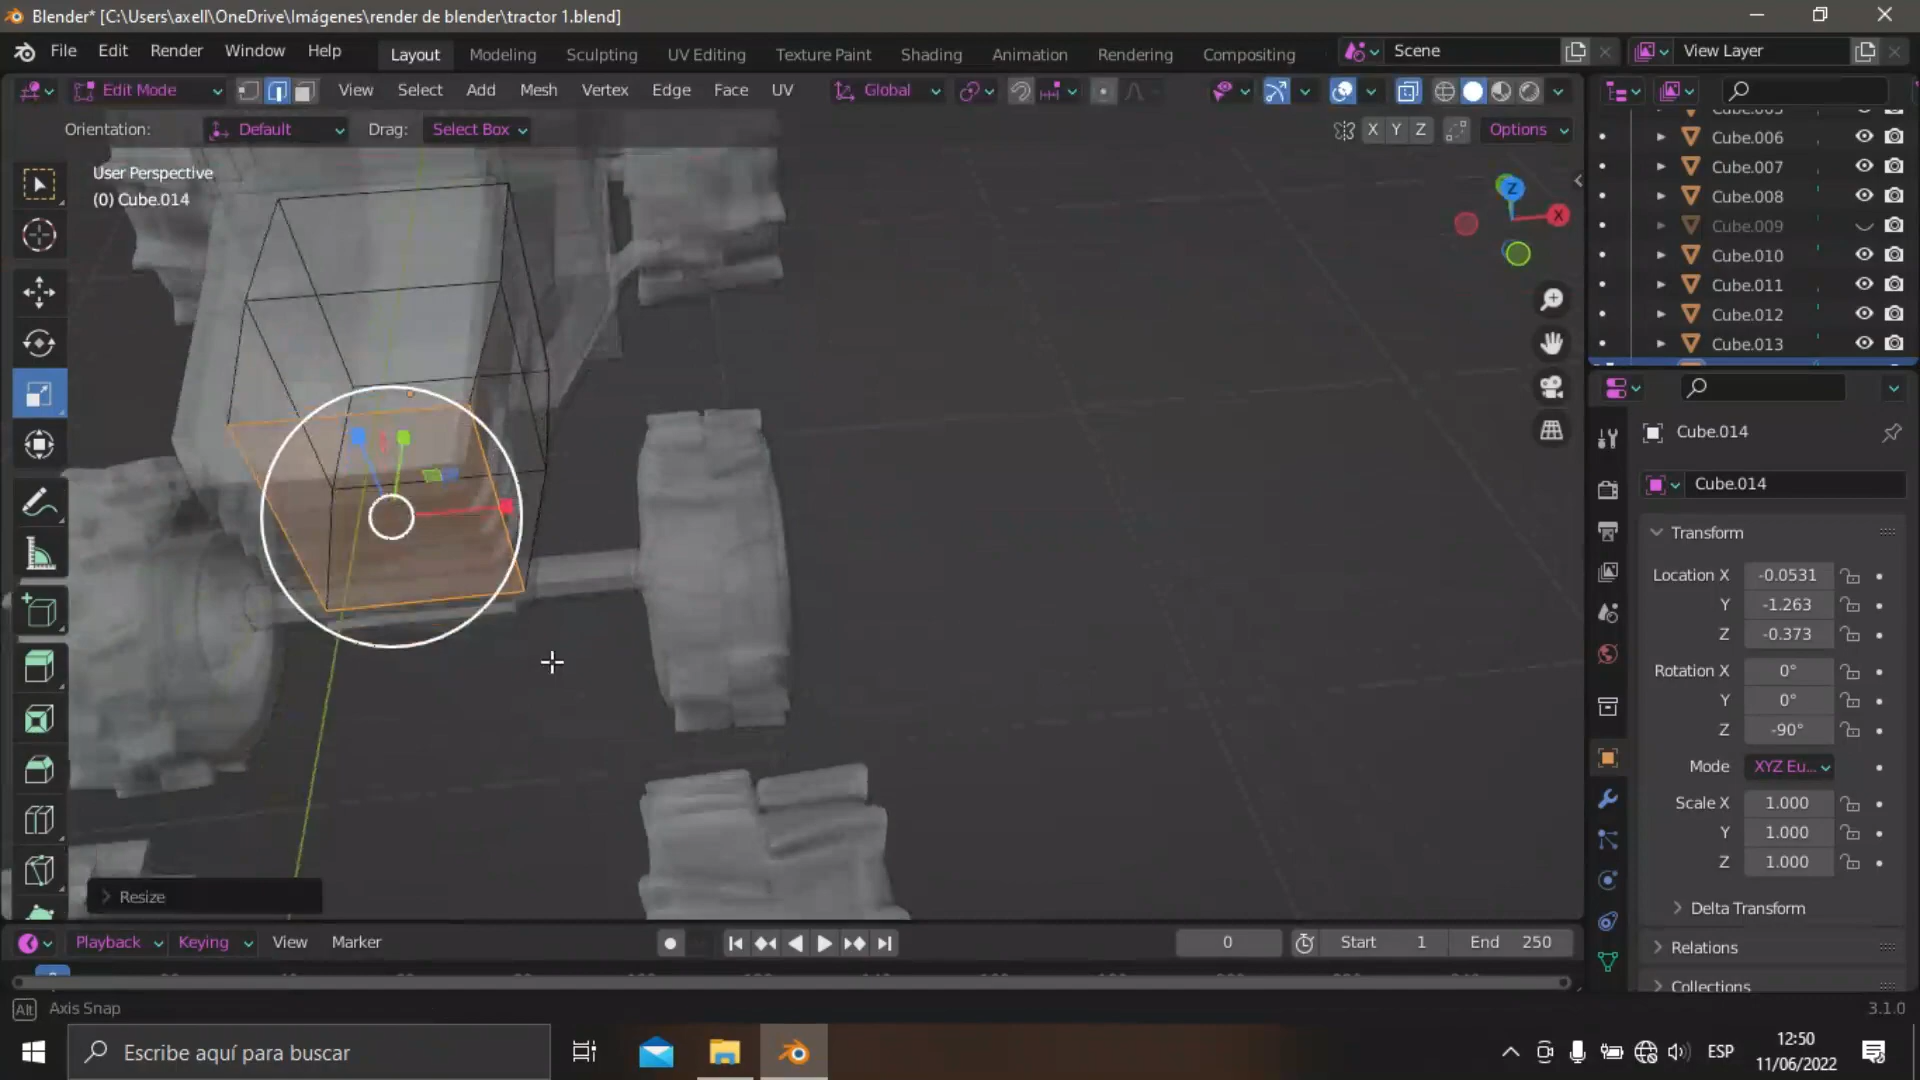 Blender* [C:\Users\axell\OneDrive\Imágenes\render de blender\tractor 1.blend]
File Edit Render Window Help Layout Modeling Sculpting UV Editing Texture Paint Shading Animation Rendering Compositing Scene View Layer
Edit Mode View Select Add Mesh Vertex Edge Face UV Global
Orientation: Default Drag: Select Box X Y Z Options
User Perspective
(0) Cube.014
Z
X
Cube.006
Cube.007
Cube.008
Cube.009
Cube.010
Cube.011
Cube.012
Cube.013
Cube.014
Cube.014
Transform
Location X -0.0531
Y -1.263
Z -0.373
Rotation X 0°
Y 0°
Z -90°
Mode XYZ Eu...
Scale X 1.000
Y 1.000
Z 1.000
Delta Transform
Relations
Collections
Resize
Playback Keying View Marker 0 Start 1 End 250
Alt Axis Snap
3.1.0
Escribe aquí para buscar
ESP
12:50
11/06/2022